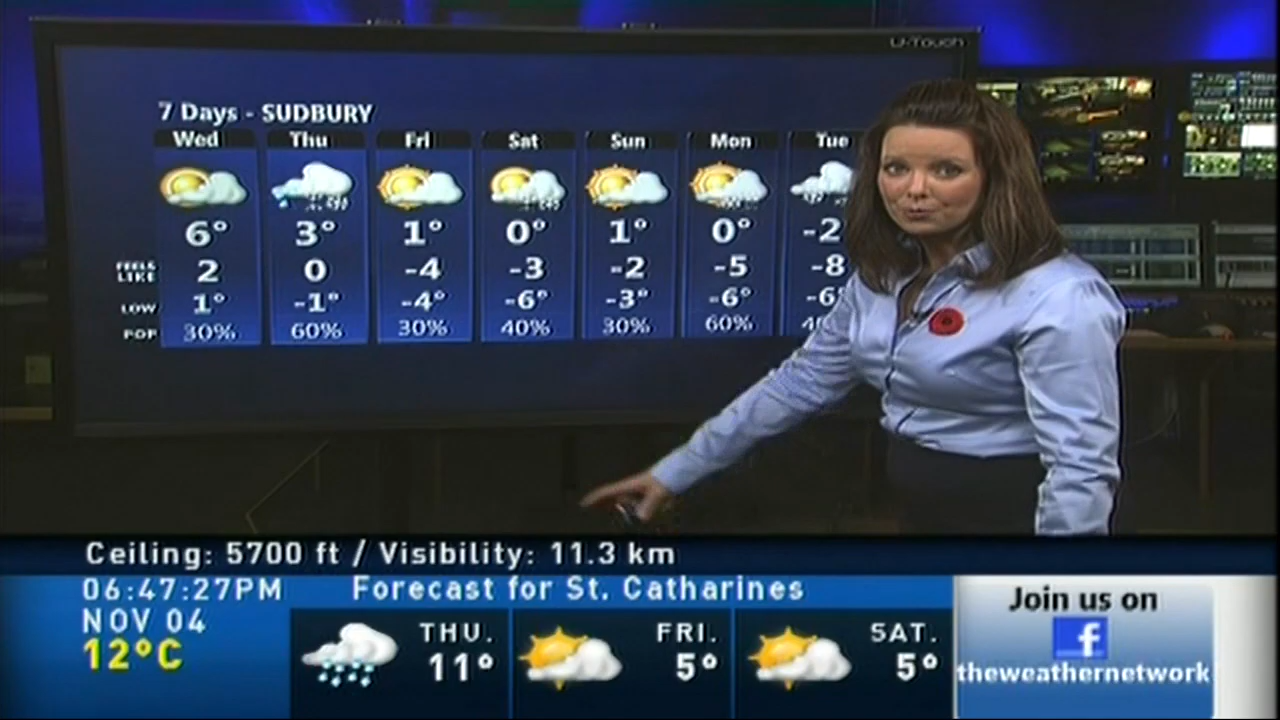 U-Touch
7 Days - SUDBURY
Wed Thu Fri Sat Sun Mon Tue
6° 3° 1° 0° 1° 0° -2
FEELS LIKE 2 0 -4 -3 -2 -5 -8
LOW 1° -1° -4° -6° -3° -6° -6°
POP 30% 60% 30% 40% 30% 60%
Ceiling: 5700 ft / Visibility: 11.3 km
06:47:27PM
NOV 04
12°C
Forecast for St. Catharines
THU. 11°
FRI. 5°
SAT. 5°
Join us on
f
theweathernetwork